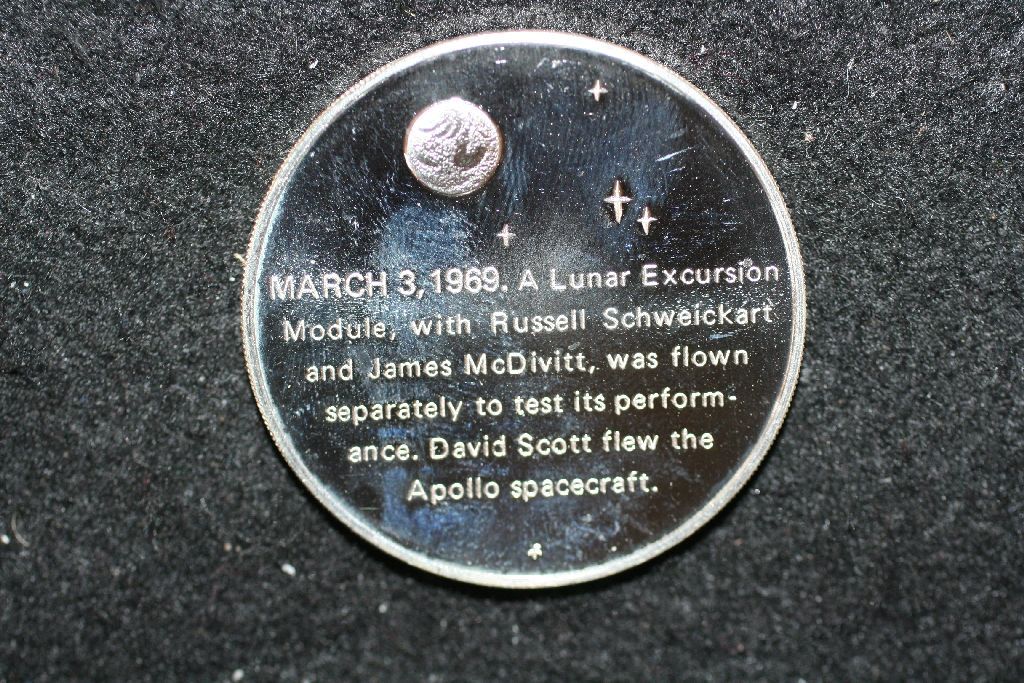 MARCH 3, 1969. A Lunar Excursion
Module, with Russell Schweickart
and James McDivitt, was flown
separately to test its perform-
ance. David Scott flew the
Apollo spacecraft.